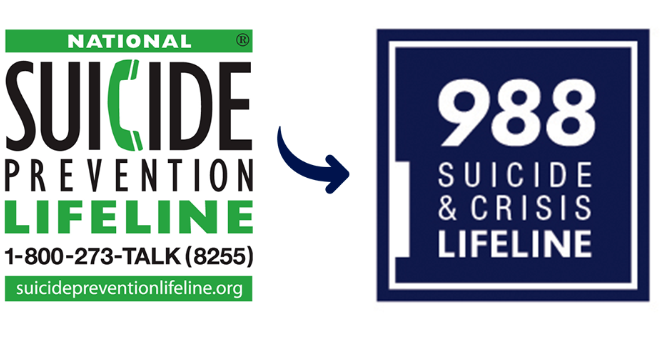 NATIONAL ®
SUICIDE
PREVENTION
LIFELINE
1-800-273-TALK (8255)
suicidepreventionlifeline.org
988
SUICIDE
& CRISIS
LIFELINE